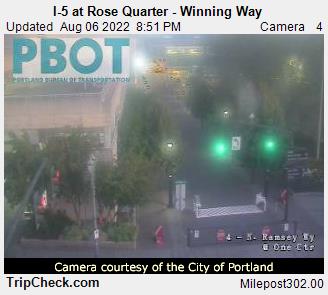 I-5 at Rose Quarter - Winning Way
Updated Aug 06 2022 8:51 PM Camera 4
PBOT
PORTLAND BUREAU OF TRANSPORTATION
4 - N. Ramsey Wy
W One Ctr
Camera courtesy of the City of Portland
TripCheck.com Milepost302.00